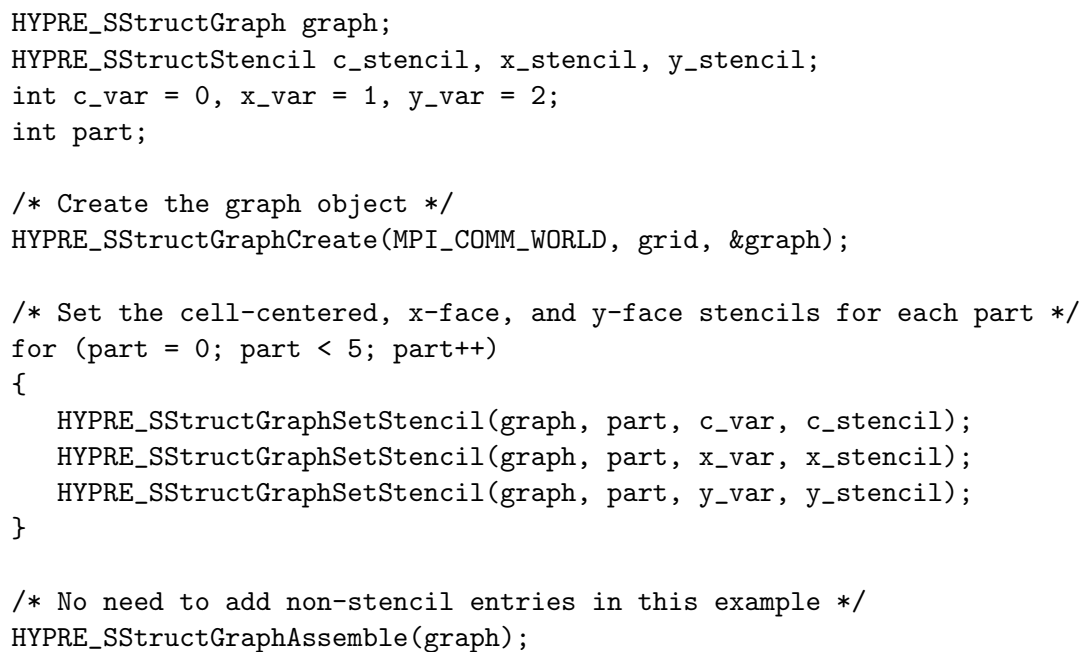 HYPRE_SStructGraph graph;
HYPRE_SStructStencil c_stencil, x_stencil, y_stencil;
int c_var = 0, x_var = 1, y_var = 2;
int part;

/* Create the graph object */
HYPRE_SStructGraphCreate(MPI_COMM_WORLD, grid, &graph);

/* Set the cell-centered, x-face, and y-face stencils for each part */
for (part = 0; part < 5; part++)
{
   HYPRE_SStructGraphSetStencil(graph, part, c_var, c_stencil);
   HYPRE_SStructGraphSetStencil(graph, part, x_var, x_stencil);
   HYPRE_SStructGraphSetStencil(graph, part, y_var, y_stencil);
}

/* No need to add non-stencil entries in this example */
HYPRE_SStructGraphAssemble(graph);